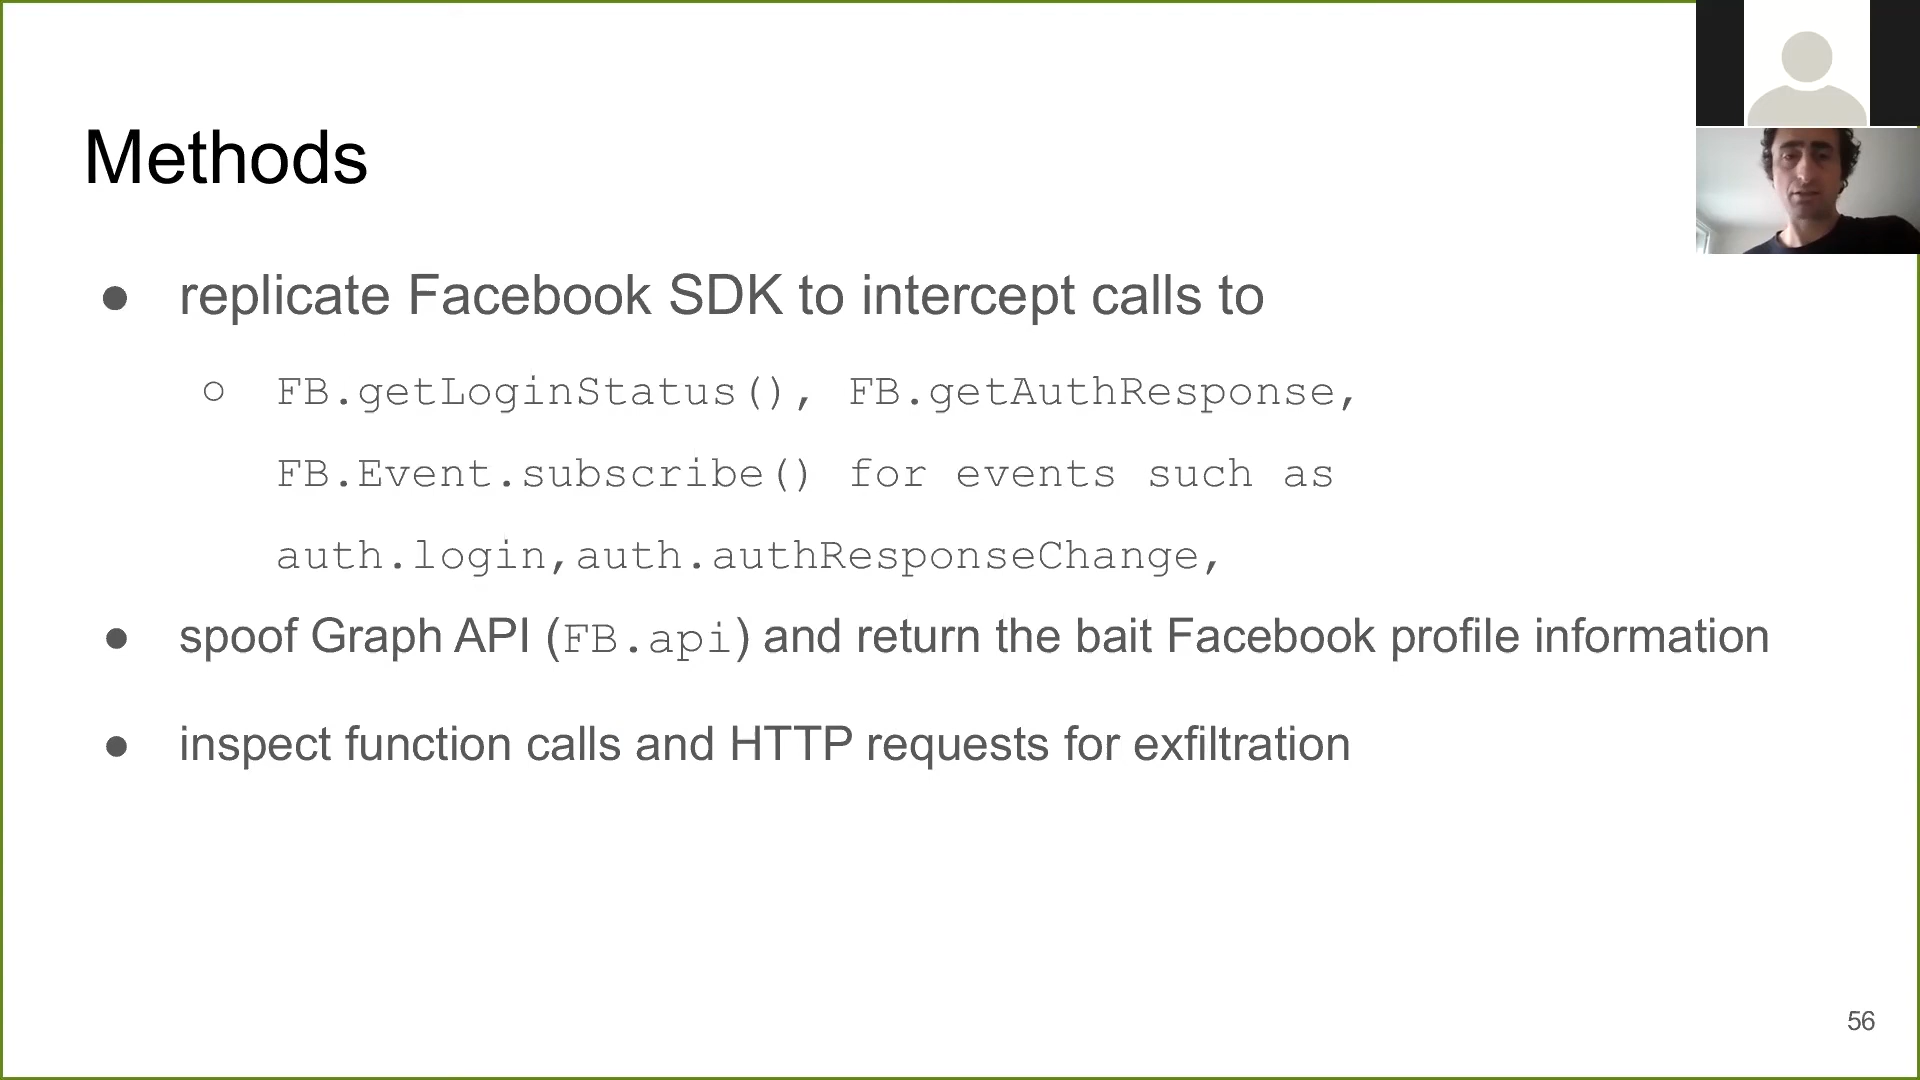 Methods
● replicate Facebook SDK to intercept calls to
○ FB.getLoginStatus(), FB.getAuthResponse,
FB.Event.subscribe() for events such as
auth.login,auth.authResponseChange,
● spoof Graph API (FB.api) and return the bait Facebook profile information
● inspect function calls and HTTP requests for exfiltration
56